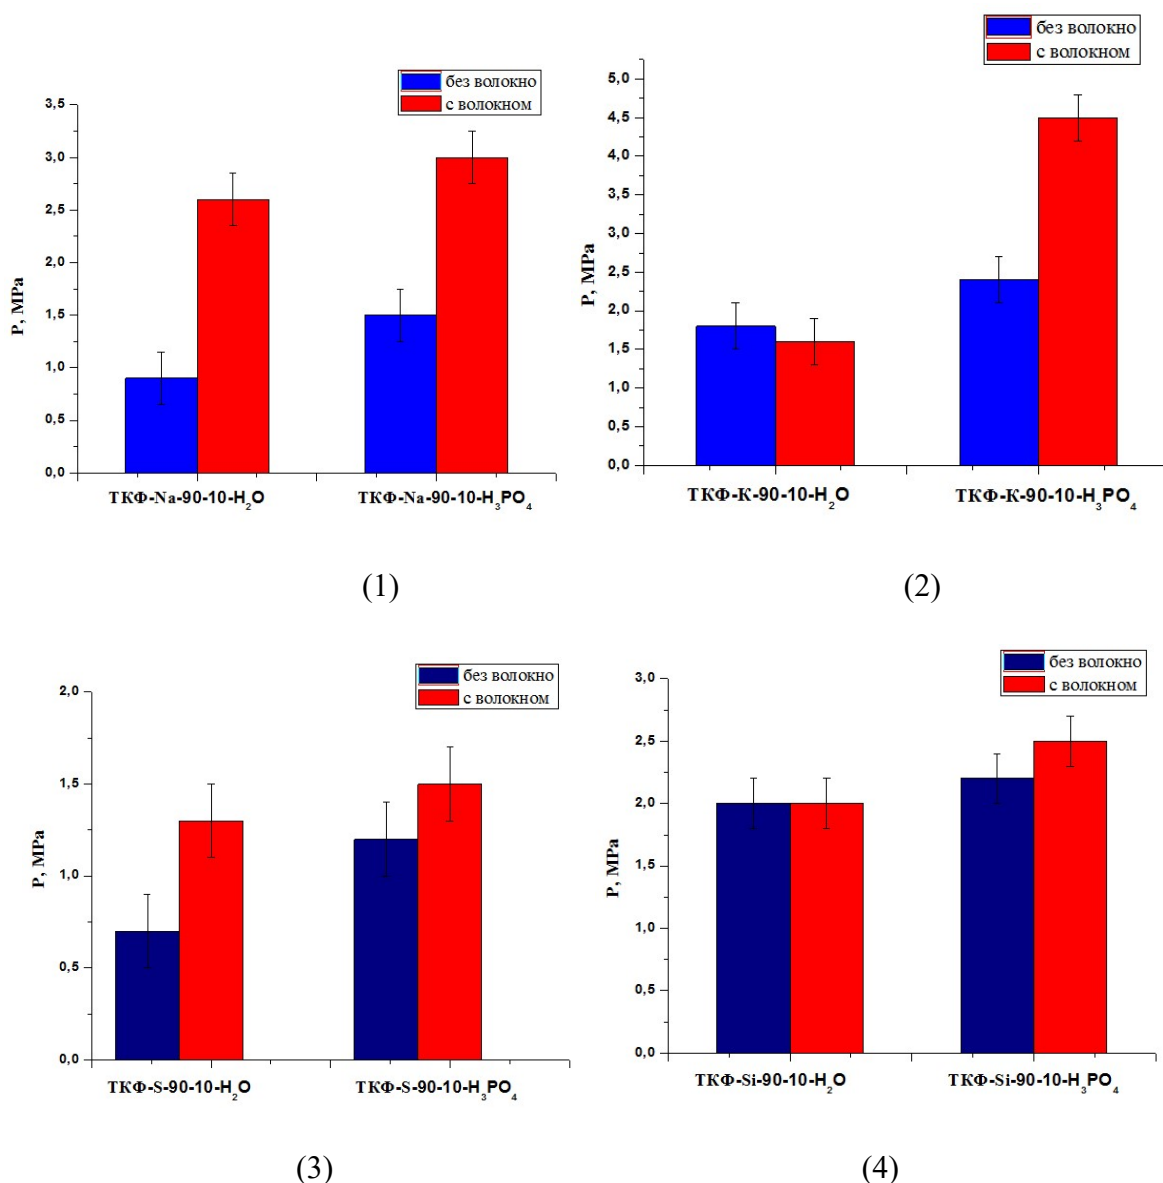 без волокно
с волокном
3,5
3,0
2,5
2,0
1,5
1,0
0,5
0,0
P, MPa
ТКФ-Na-90-10-H₂O
ТКФ-Na-90-10-H₃PO₄
(1)
без волокно
с волокном
5,0
4,5
4,0
3,5
3,0
2,5
2,0
1,5
1,0
0,5
0,0
P, MPa
ТКФ-К-90-10-H₂O
ТКФ-К-90-10-H₃PO₄
(2)
без волокно
с волокном
2,0
1,5
1,0
0,5
0,0
P, MPa
ТКФ-S-90-10-H₂O
ТКФ-S-90-10-H₃PO₄
(3)
без волокно
с волокном
3,0
2,5
2,0
1,5
1,0
0,5
0,0
P, MPa
ТКФ-Si-90-10-H₂O
ТКФ-Si-90-10-H₃PO₄
(4)